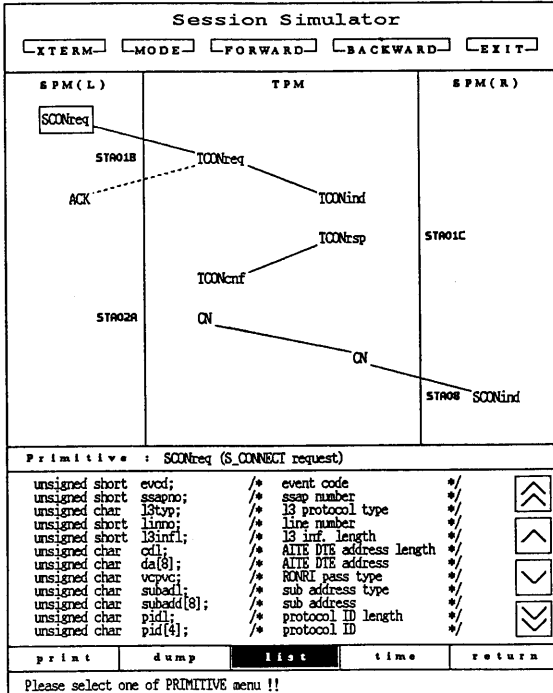 Session Simulator
XTERM MODE FORWARD BACKWARD EXIT
SPM(L) TPM SPM(R)
SCONreq
STA01B TCONreq
ACK TCONind
TCONrsp STA01C
TCONcnf
STA02A CN
CN
STA08 SCONind
Primitive : SCONreq (S_CONNECT request)
unsigned short evcd; /* event code */
unsigned short ssapno; /* ssap number */
unsigned char l3typ; /* l3 protocol type */
unsigned short linno; /* line number */
unsigned short l3infl; /* l3 inf. length */
unsigned char cdl; /* AITE DTE address length */
unsigned char da[8]; /* AITE DTE address */
unsigned char vcpvc; /* RONRI pass type */
unsigned char subadl; /* sub address type */
unsigned char subadd[8]; /* sub address */
unsigned char pidl; /* protocol ID length */
unsigned char pid[4]; /* protocol ID */
print dump list time return
Please select one of PRIMITIVE menu !!